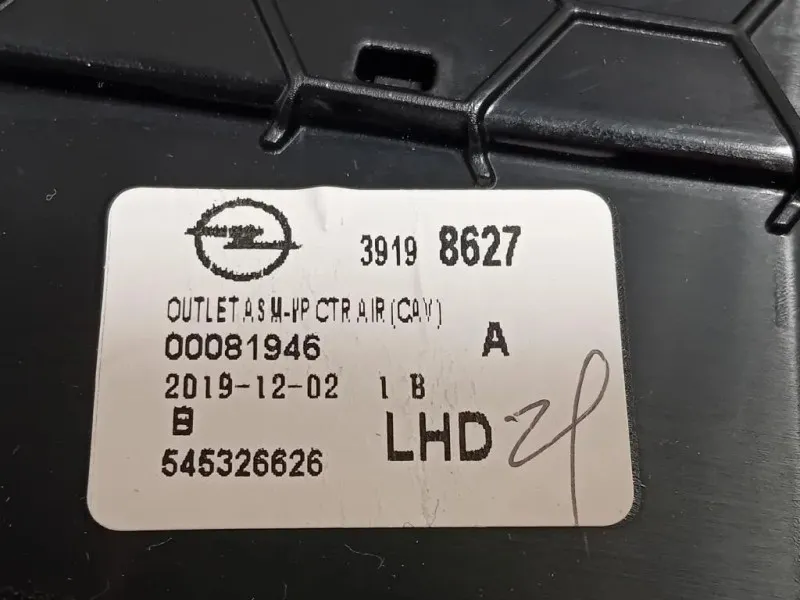 3919 8627
OUTLET ASM-I/P CTR AIR (CAV)
00081946 A
2019-12-02 1 B
B LHD
545326626